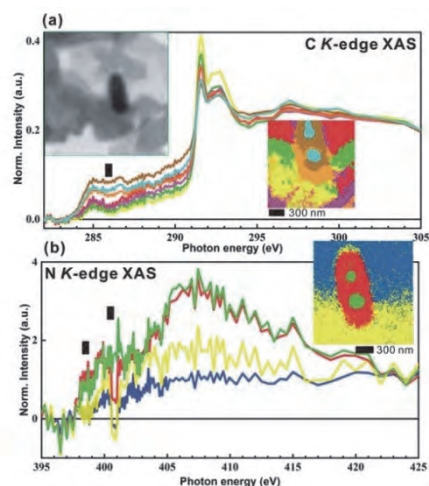 (a)
C K-edge XAS
Norm. Intensity (a.u.)
0.4
0.2
0.0
300 nm
285 290 295 300 305
Photon energy (eV)
(b)
N K-edge XAS
Norm. Intensity (a.u.)
4
2
0
300 nm
395 400 405 410 415 420 425
Photon energy (eV)